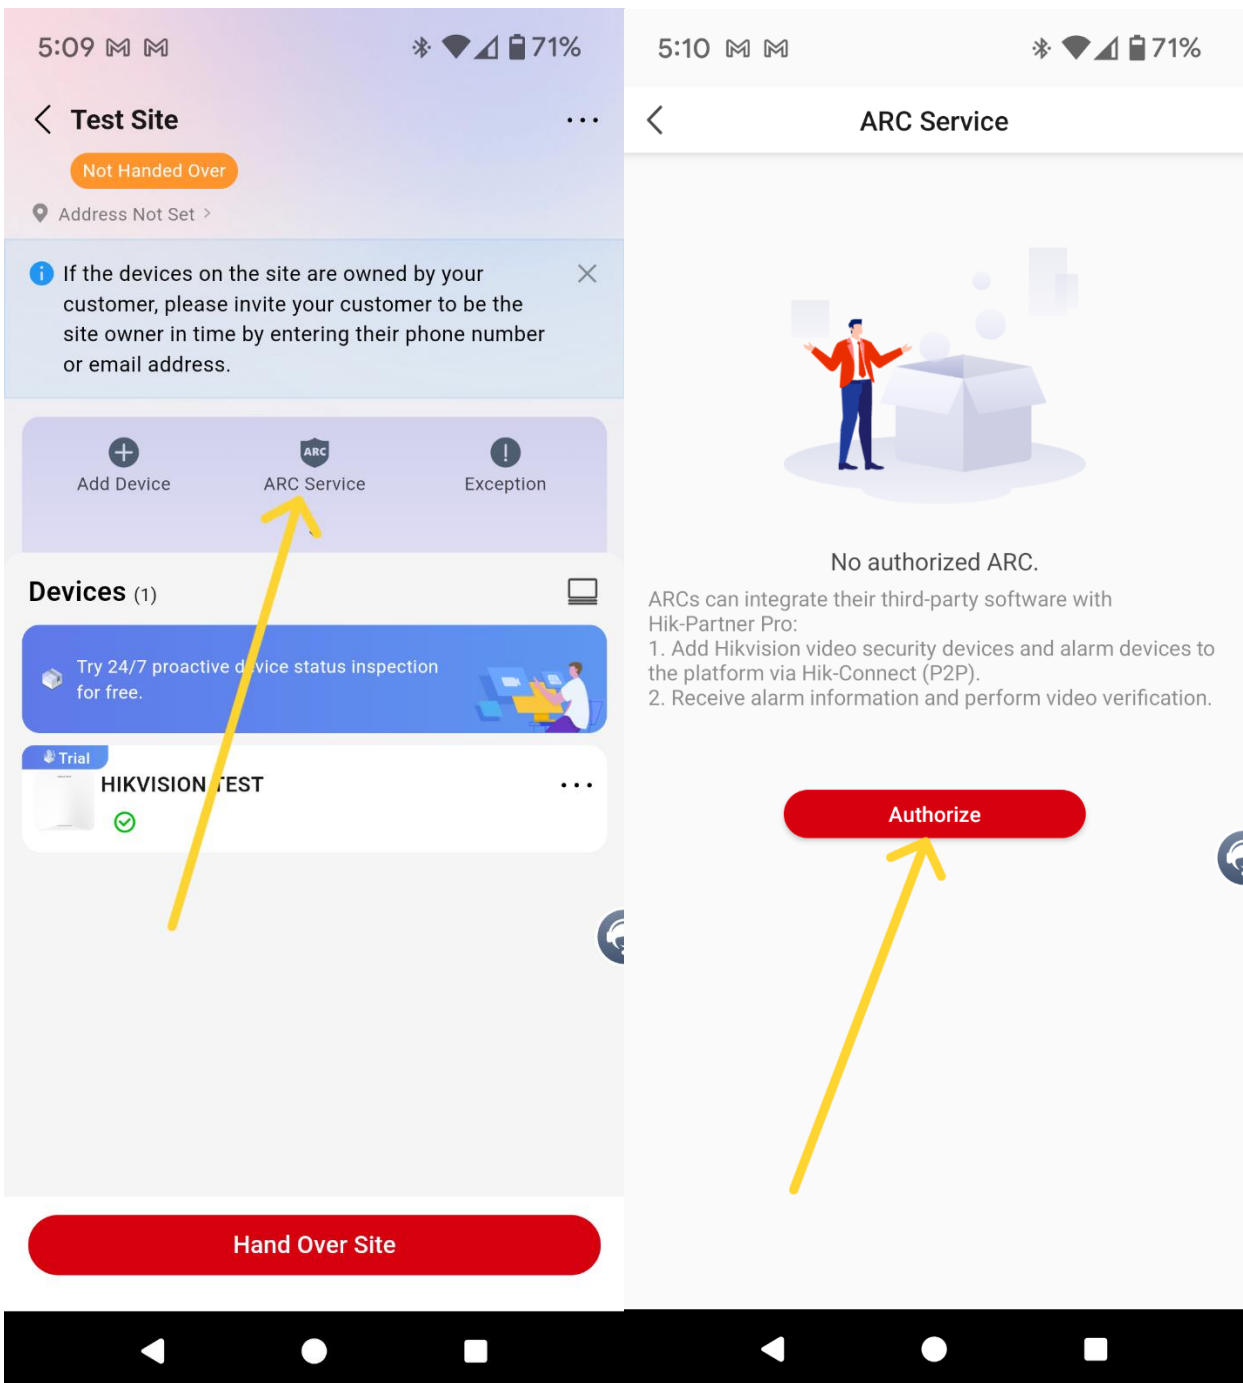 5:09
71%
Test Site
Not Handed Over
Address Not Set
If the devices on the site are owned by your
customer, please invite your customer to be the
site owner in time by entering their phone number
or email address.
Add Device
ARC
ARC Service
Exception
Devices (1)
Try 24/7 proactive device status inspection
for free.
Trial
HIKVISION TEST
Hand Over Site
5:10
71%
ARC Service
No authorized ARC.
ARCs can integrate their third-party software with
Hik-Partner Pro:
1. Add Hikvision video security devices and alarm devices to
the platform via Hik-Connect (P2P).
2. Receive alarm information and perform video verification.
Authorize